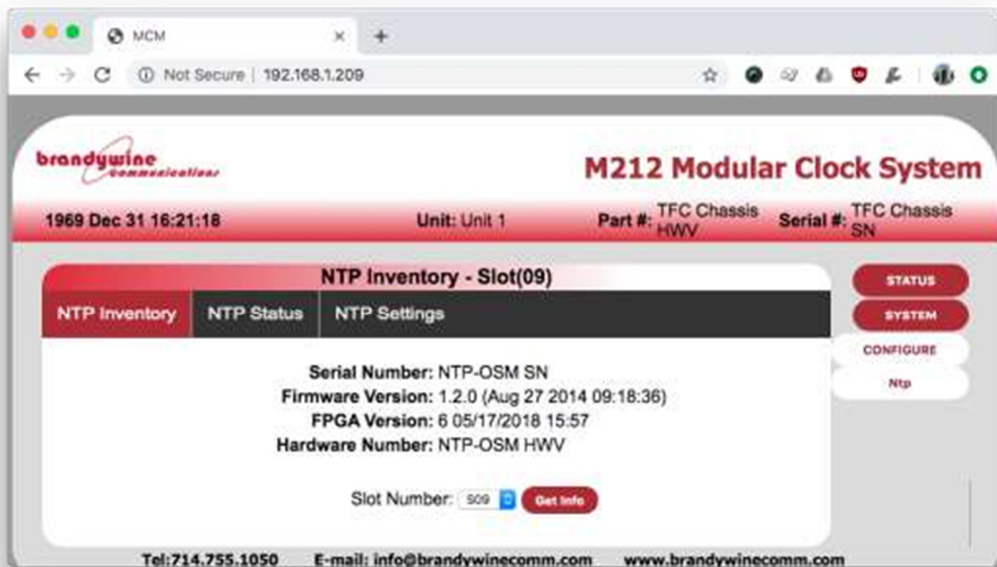 MCM
Not Secure | 192.168.1.209
brandywine
communications
M212 Modular Clock System
1969 Dec 31 16:21:18
Unit: Unit 1
Part #: TFC Chassis HWV
Serial #: TFC Chassis SN
NTP Inventory - Slot(09)
NTP Inventory
NTP Status
NTP Settings
STATUS
SYSTEM
CONFIGURE
Ntp
Serial Number: NTP-OSM SN
Firmware Version: 1.2.0 (Aug 27 2014 09:18:36)
FPGA Version: 6 05/17/2018 15:57
Hardware Number: NTP-OSM HWV
Slot Number: S09 Get Info
Tel:714.755.1050 E-mail: info@brandywinecomm.com www.brandywinecomm.com